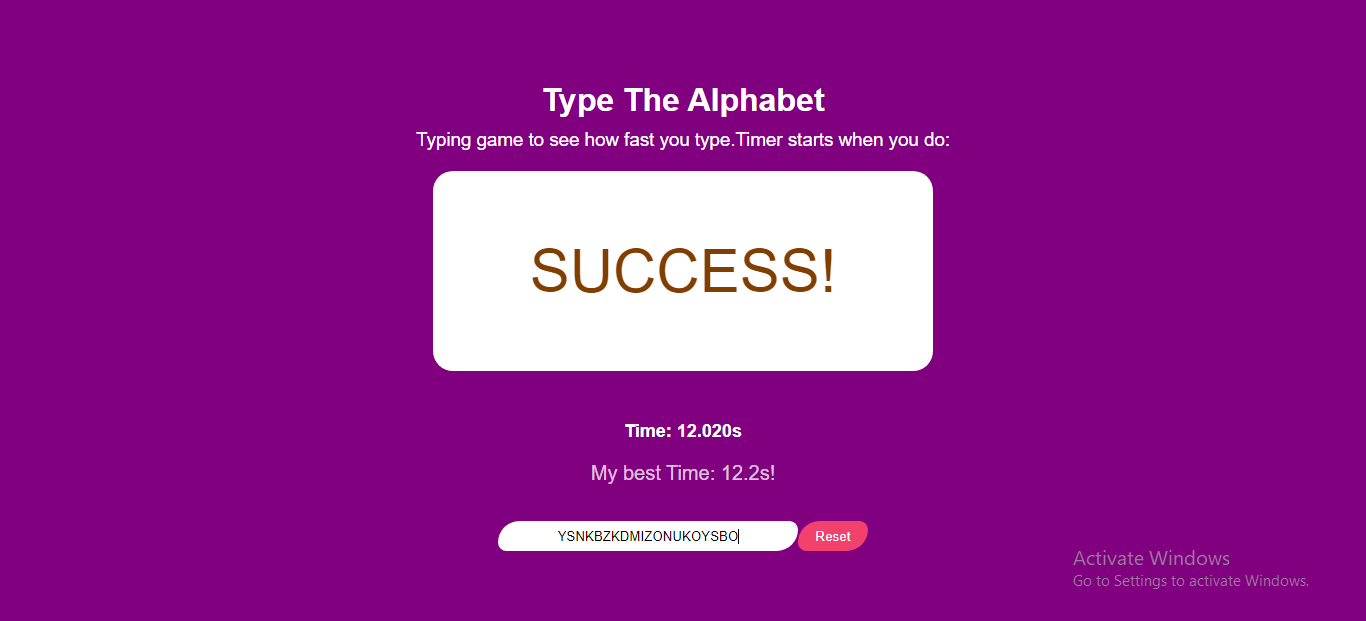 Type The Alphabet
Typing game to see how fast you type.Timer starts when you do:
SUCCESS!
Time: 12.020s
My best Time: 12.2s!
YSNKBZKDMIZONUKOYSBO
Reset
Activate Windows
Go to Settings to activate Windows.